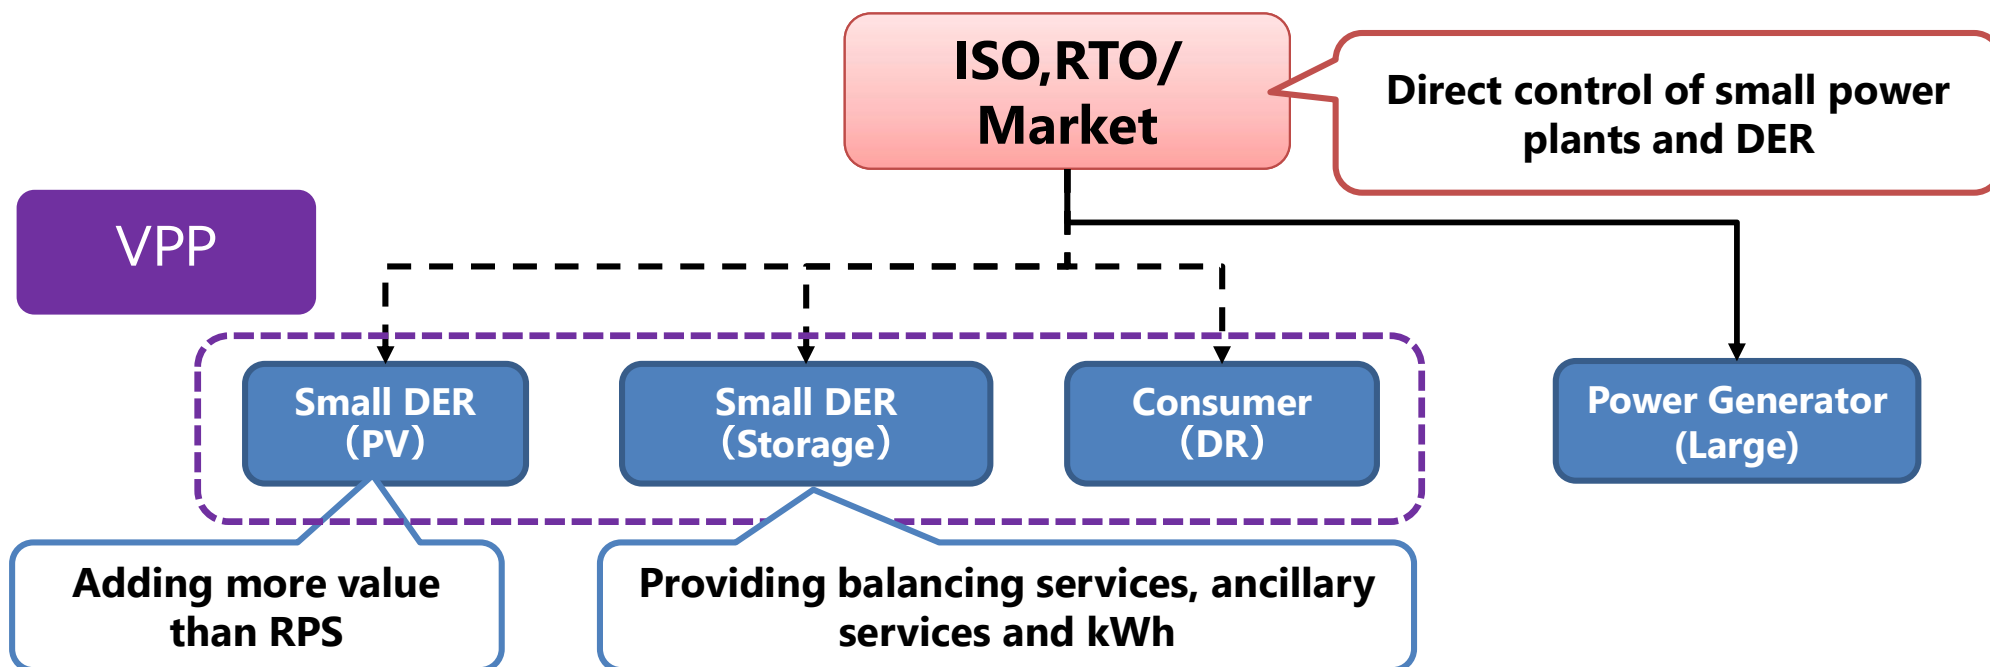 ISO,RTO/
Market
Direct control of small power
plants and DER
VPP
Small DER
（PV）
Small DER
（Storage）
Consumer
（DR）
Power Generator
(Large)
Adding more value
than RPS
Providing balancing services, ancillary
services and kWh